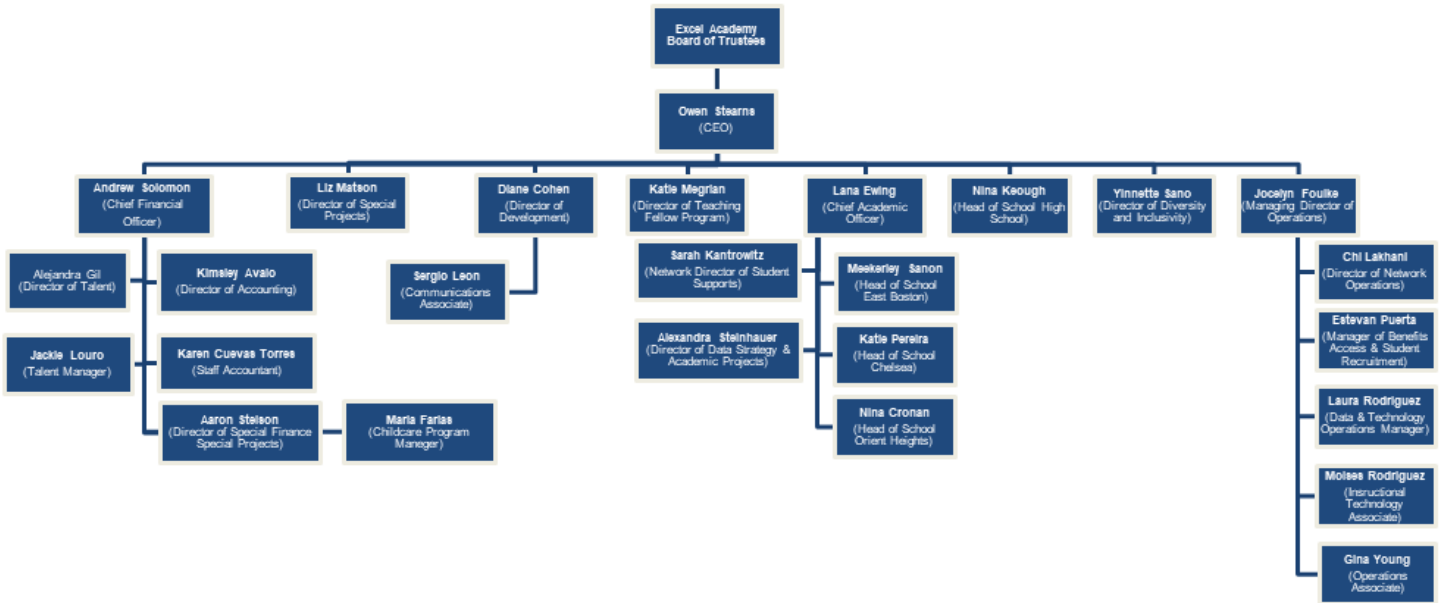 Excel Academy
Board of Trustees
Owen Stearns
(CEO)
Andrew Solomon
(Chief Financial
Officer)
Liz Matson
(Director of Special
Projects)
Diane Cohen
(Director of
Development)
Katie Megrian
(Director of Teaching
Fellow Program)
Lana Ewing
(Chief Academic
Officer)
Nina Keough
(Head of School High
School)
Yinnette Sano
(Director of Diversity
and Inclusivity)
Jocelyn Foulke
(Managing Director of
Operations)
Alejandra Gil
(Director of Talent)
Kimsley Avalo
(Director of Accounting)
Jackie Louro
(Talent Manager)
Karen Cuevas Torres
(Staff Accountant)
Aaron Stelson
(Director of Special Finance
Special Projects)
Maria Farias
(Childcare Program
Manager)
Sergio Leon
(Communications
Associate)
Sarah Kantrowitz
(Network Director of Student
Supports)
Meekerley Sanon
(Head of School
East Boston)
Alexandra Steinhauer
(Director of Data Strategy &
Academic Projects)
Katie Pereira
(Head of School
Chelsea)
Nina Cronan
(Head of School
Orient Heights)
Chi Lakhani
(Director of Network
Operations)
Estevan Puerta
(Manager of Benefits
Access & Student
Recruitment)
Laura Rodriguez
(Data & Technology
Operations Manager)
Moises Rodriguez
(Insructional
Technology
Associate)
Gina Young
(Operations
Associate)